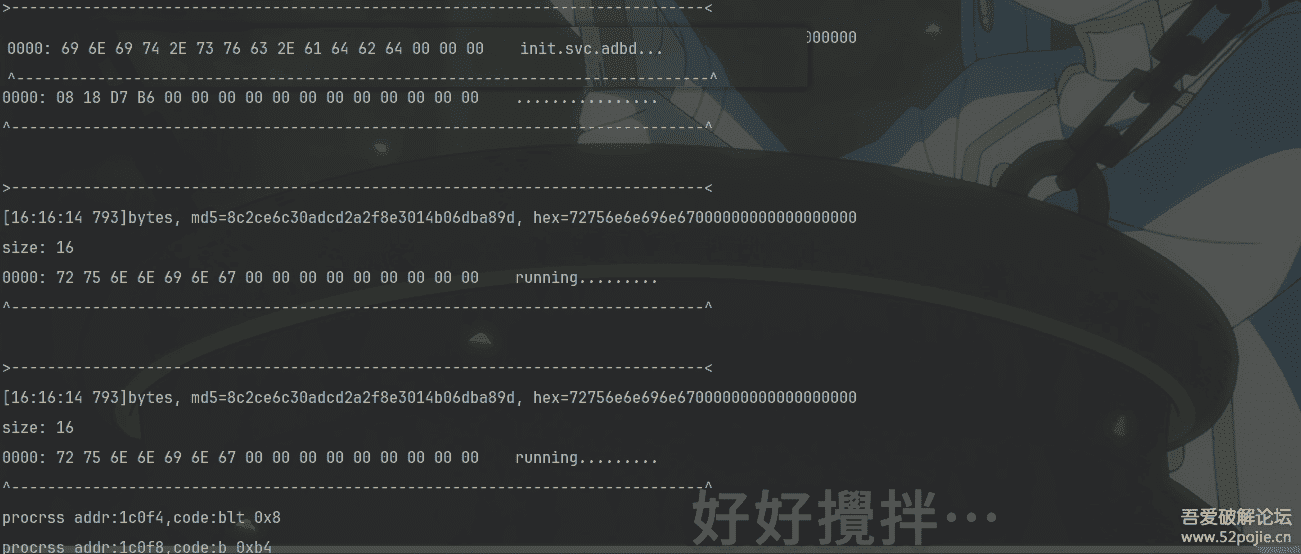 >-----------------------------------------------------------------------------<
000000
0000: 69 6E 69 74 2E 73 76 63 2E 61 64 62 64 00 00 00    init.svc.adbd...
^-----------------------------------------------------------------------------^
0000: 08 18 D7 B6 00 00 00 00 00 00 00 00 00 00 00 00    ................
^-----------------------------------------------------------------------------^
>-----------------------------------------------------------------------------<
[16:16:14 793]bytes, md5=8c2ce6c30adcd2a2f8e3014b06dba89d, hex=72756e6e696e67000000000000000000
size: 16
0000: 72 75 6E 6E 69 6E 67 00 00 00 00 00 00 00 00 00    running.........
^-----------------------------------------------------------------------------^
>-----------------------------------------------------------------------------<
[16:16:14 793]bytes, md5=8c2ce6c30adcd2a2f8e3014b06dba89d, hex=72756e6e696e67000000000000000000
size: 16
0000: 72 75 6E 6E 69 6E 67 00 00 00 00 00 00 00 00 00    running.........
^-----------------------------------------------------------------------------^
procrss addr:1c0f4,code:blt 0x8
procrss addr:1c0f8,code:b 0xb4
好好攪拌…
吾爱破解论坛
www.52pojie.cn